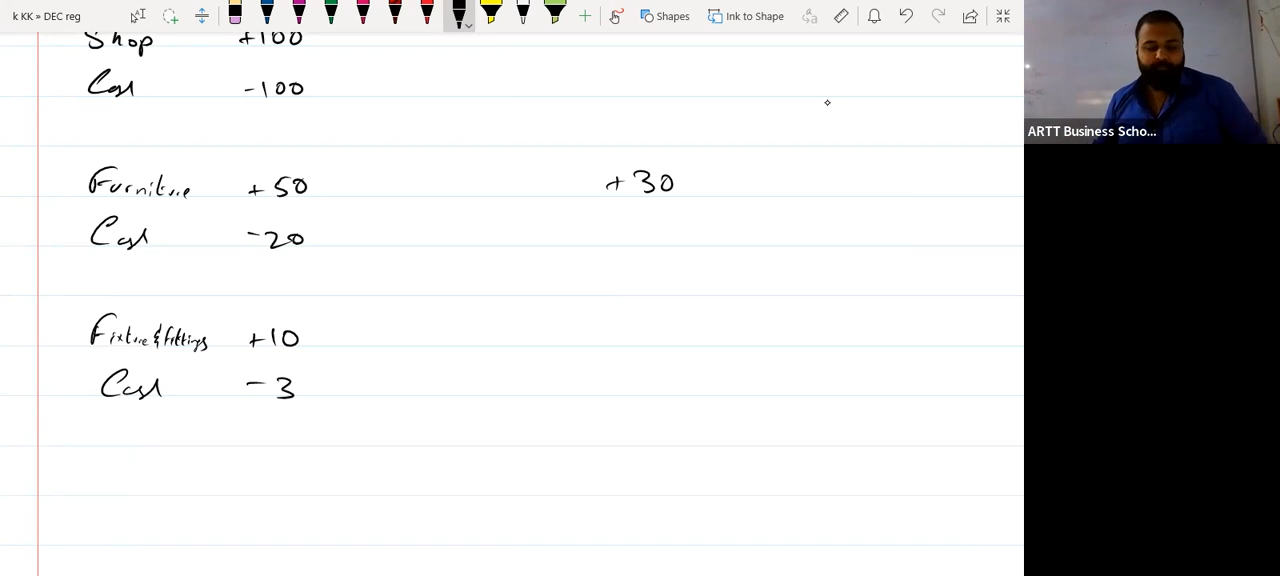 k KK » DEC reg
Shapes
Ink to Shape
Shop +100
Cash -100
ARTT Business Scho...
Furniture +50 +30
Cash -20
Fixture & fittings +10
Cash -3